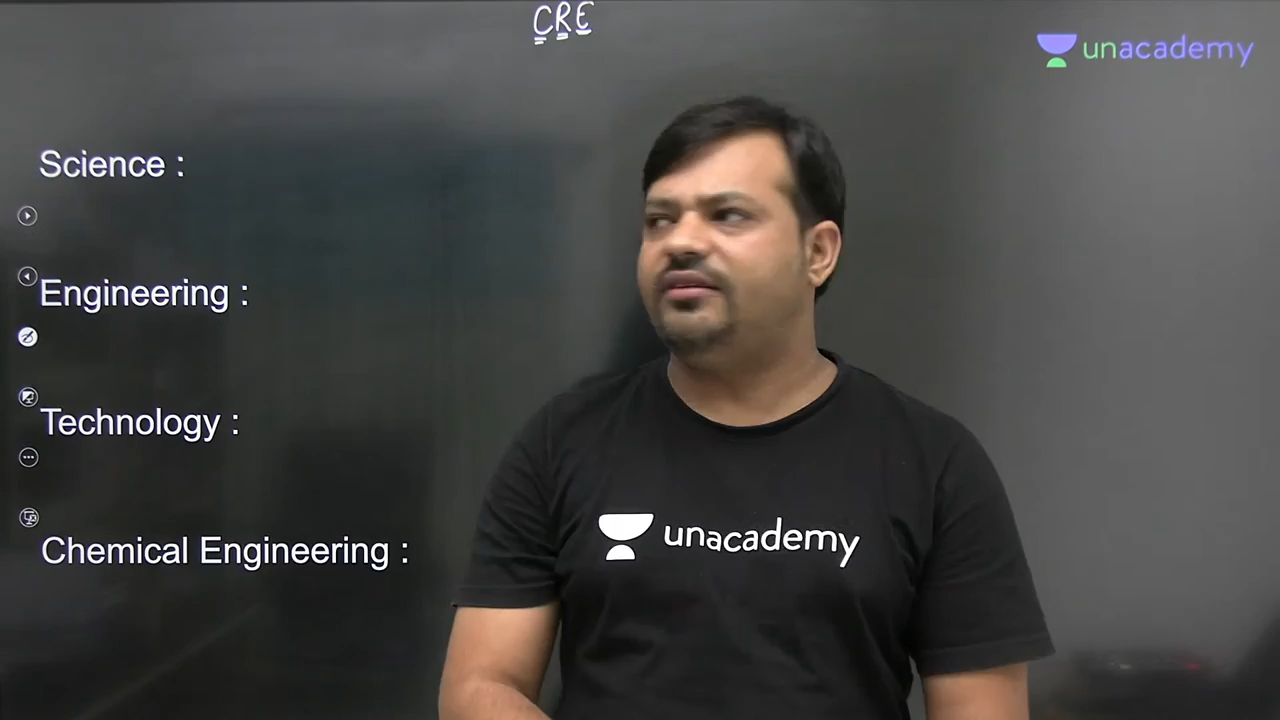 CRE
unacademy
Science :
Engineering :
Technology :
unacademy
Chemical Engineering :